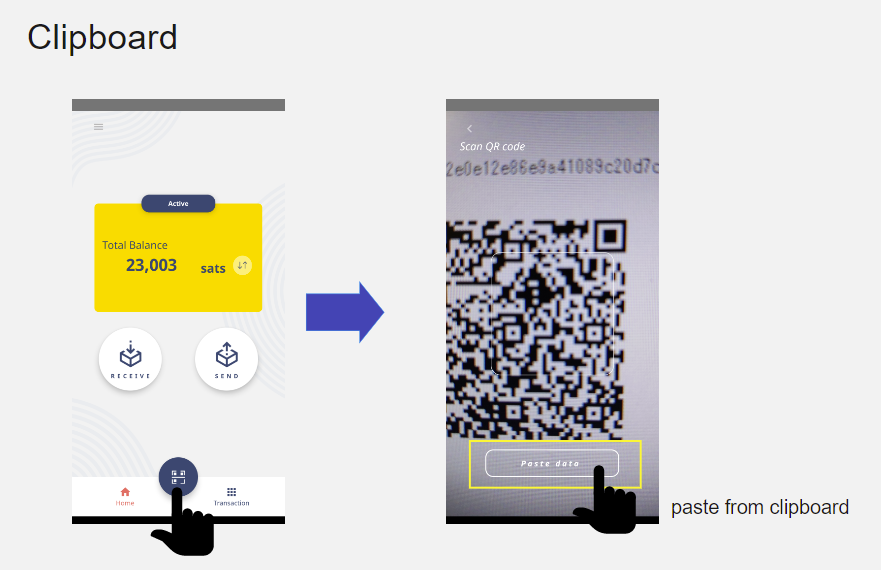 Clipboard
Active
Total Balance
23,003 sats
RECEIVE
SEND
Home
Transaction
Scan QR code
2e0e12e86e9a41089c20d7c
Paste data
paste from clipboard